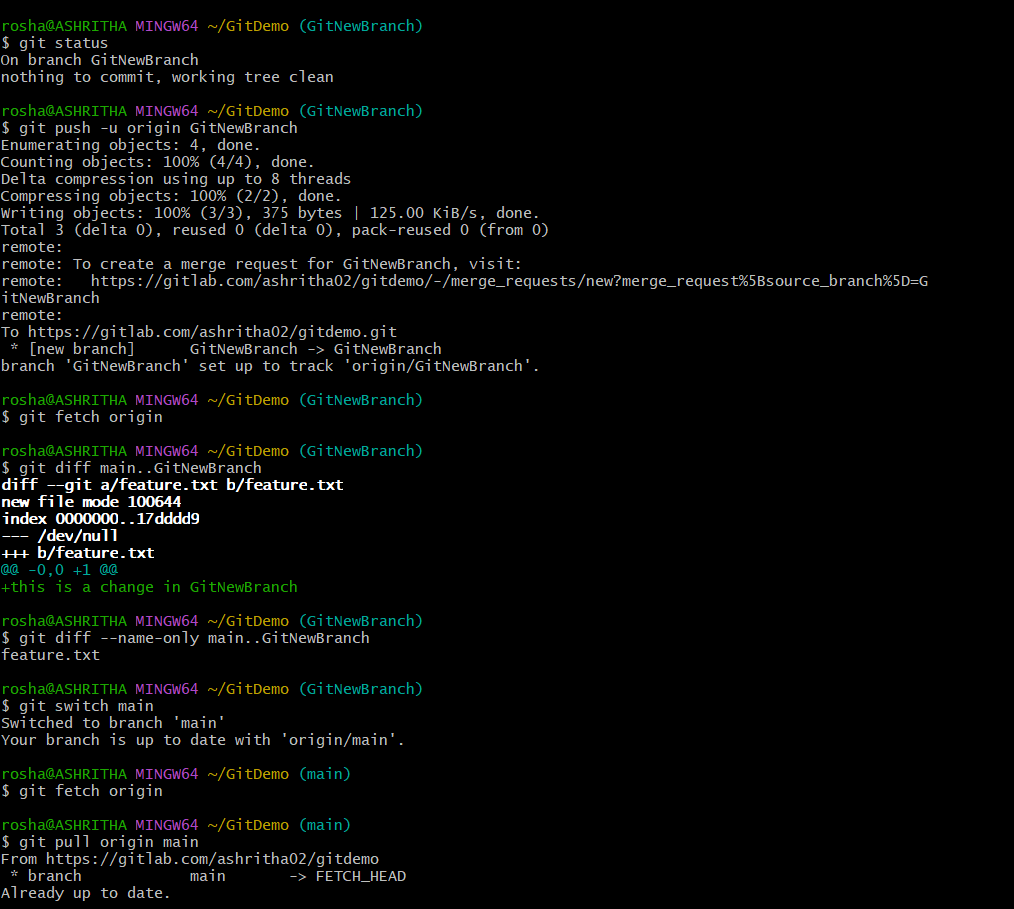 rosha@ASHRITHA MINGW64 ~/GitDemo (GitNewBranch)
$ git status
On branch GitNewBranch
nothing to commit, working tree clean
rosha@ASHRITHA MINGW64 ~/GitDemo (GitNewBranch)
$ git push -u origin GitNewBranch
Enumerating objects: 4, done.
Counting objects: 100% (4/4), done.
Delta compression using up to 8 threads
Compressing objects: 100% (2/2), done.
Writing objects: 100% (3/3), 375 bytes | 125.00 KiB/s, done.
Total 3 (delta 0), reused 0 (delta 0), pack-reused 0 (from 0)
remote:
remote: To create a merge request for GitNewBranch, visit:
remote:   https://gitlab.com/ashritha02/gitdemo/-/merge_requests/new?merge_request%5Bsource_branch%5D=G
itNewBranch
remote:
To https://gitlab.com/ashritha02/gitdemo.git
 * [new branch]      GitNewBranch -> GitNewBranch
branch 'GitNewBranch' set up to track 'origin/GitNewBranch'.
rosha@ASHRITHA MINGW64 ~/GitDemo (GitNewBranch)
$ git fetch origin
rosha@ASHRITHA MINGW64 ~/GitDemo (GitNewBranch)
$ git diff main..GitNewBranch
diff --git a/feature.txt b/feature.txt
new file mode 100644
index 0000000..17dddd9
--- /dev/null
+++ b/feature.txt
@@ -0,0 +1 @@
+this is a change in GitNewBranch
rosha@ASHRITHA MINGW64 ~/GitDemo (GitNewBranch)
$ git diff --name-only main..GitNewBranch
feature.txt
rosha@ASHRITHA MINGW64 ~/GitDemo (GitNewBranch)
$ git switch main
Switched to branch 'main'
Your branch is up to date with 'origin/main'.
rosha@ASHRITHA MINGW64 ~/GitDemo (main)
$ git fetch origin
rosha@ASHRITHA MINGW64 ~/GitDemo (main)
$ git pull origin main
From https://gitlab.com/ashritha02/gitdemo
 * branch            main       -> FETCH_HEAD
Already up to date.